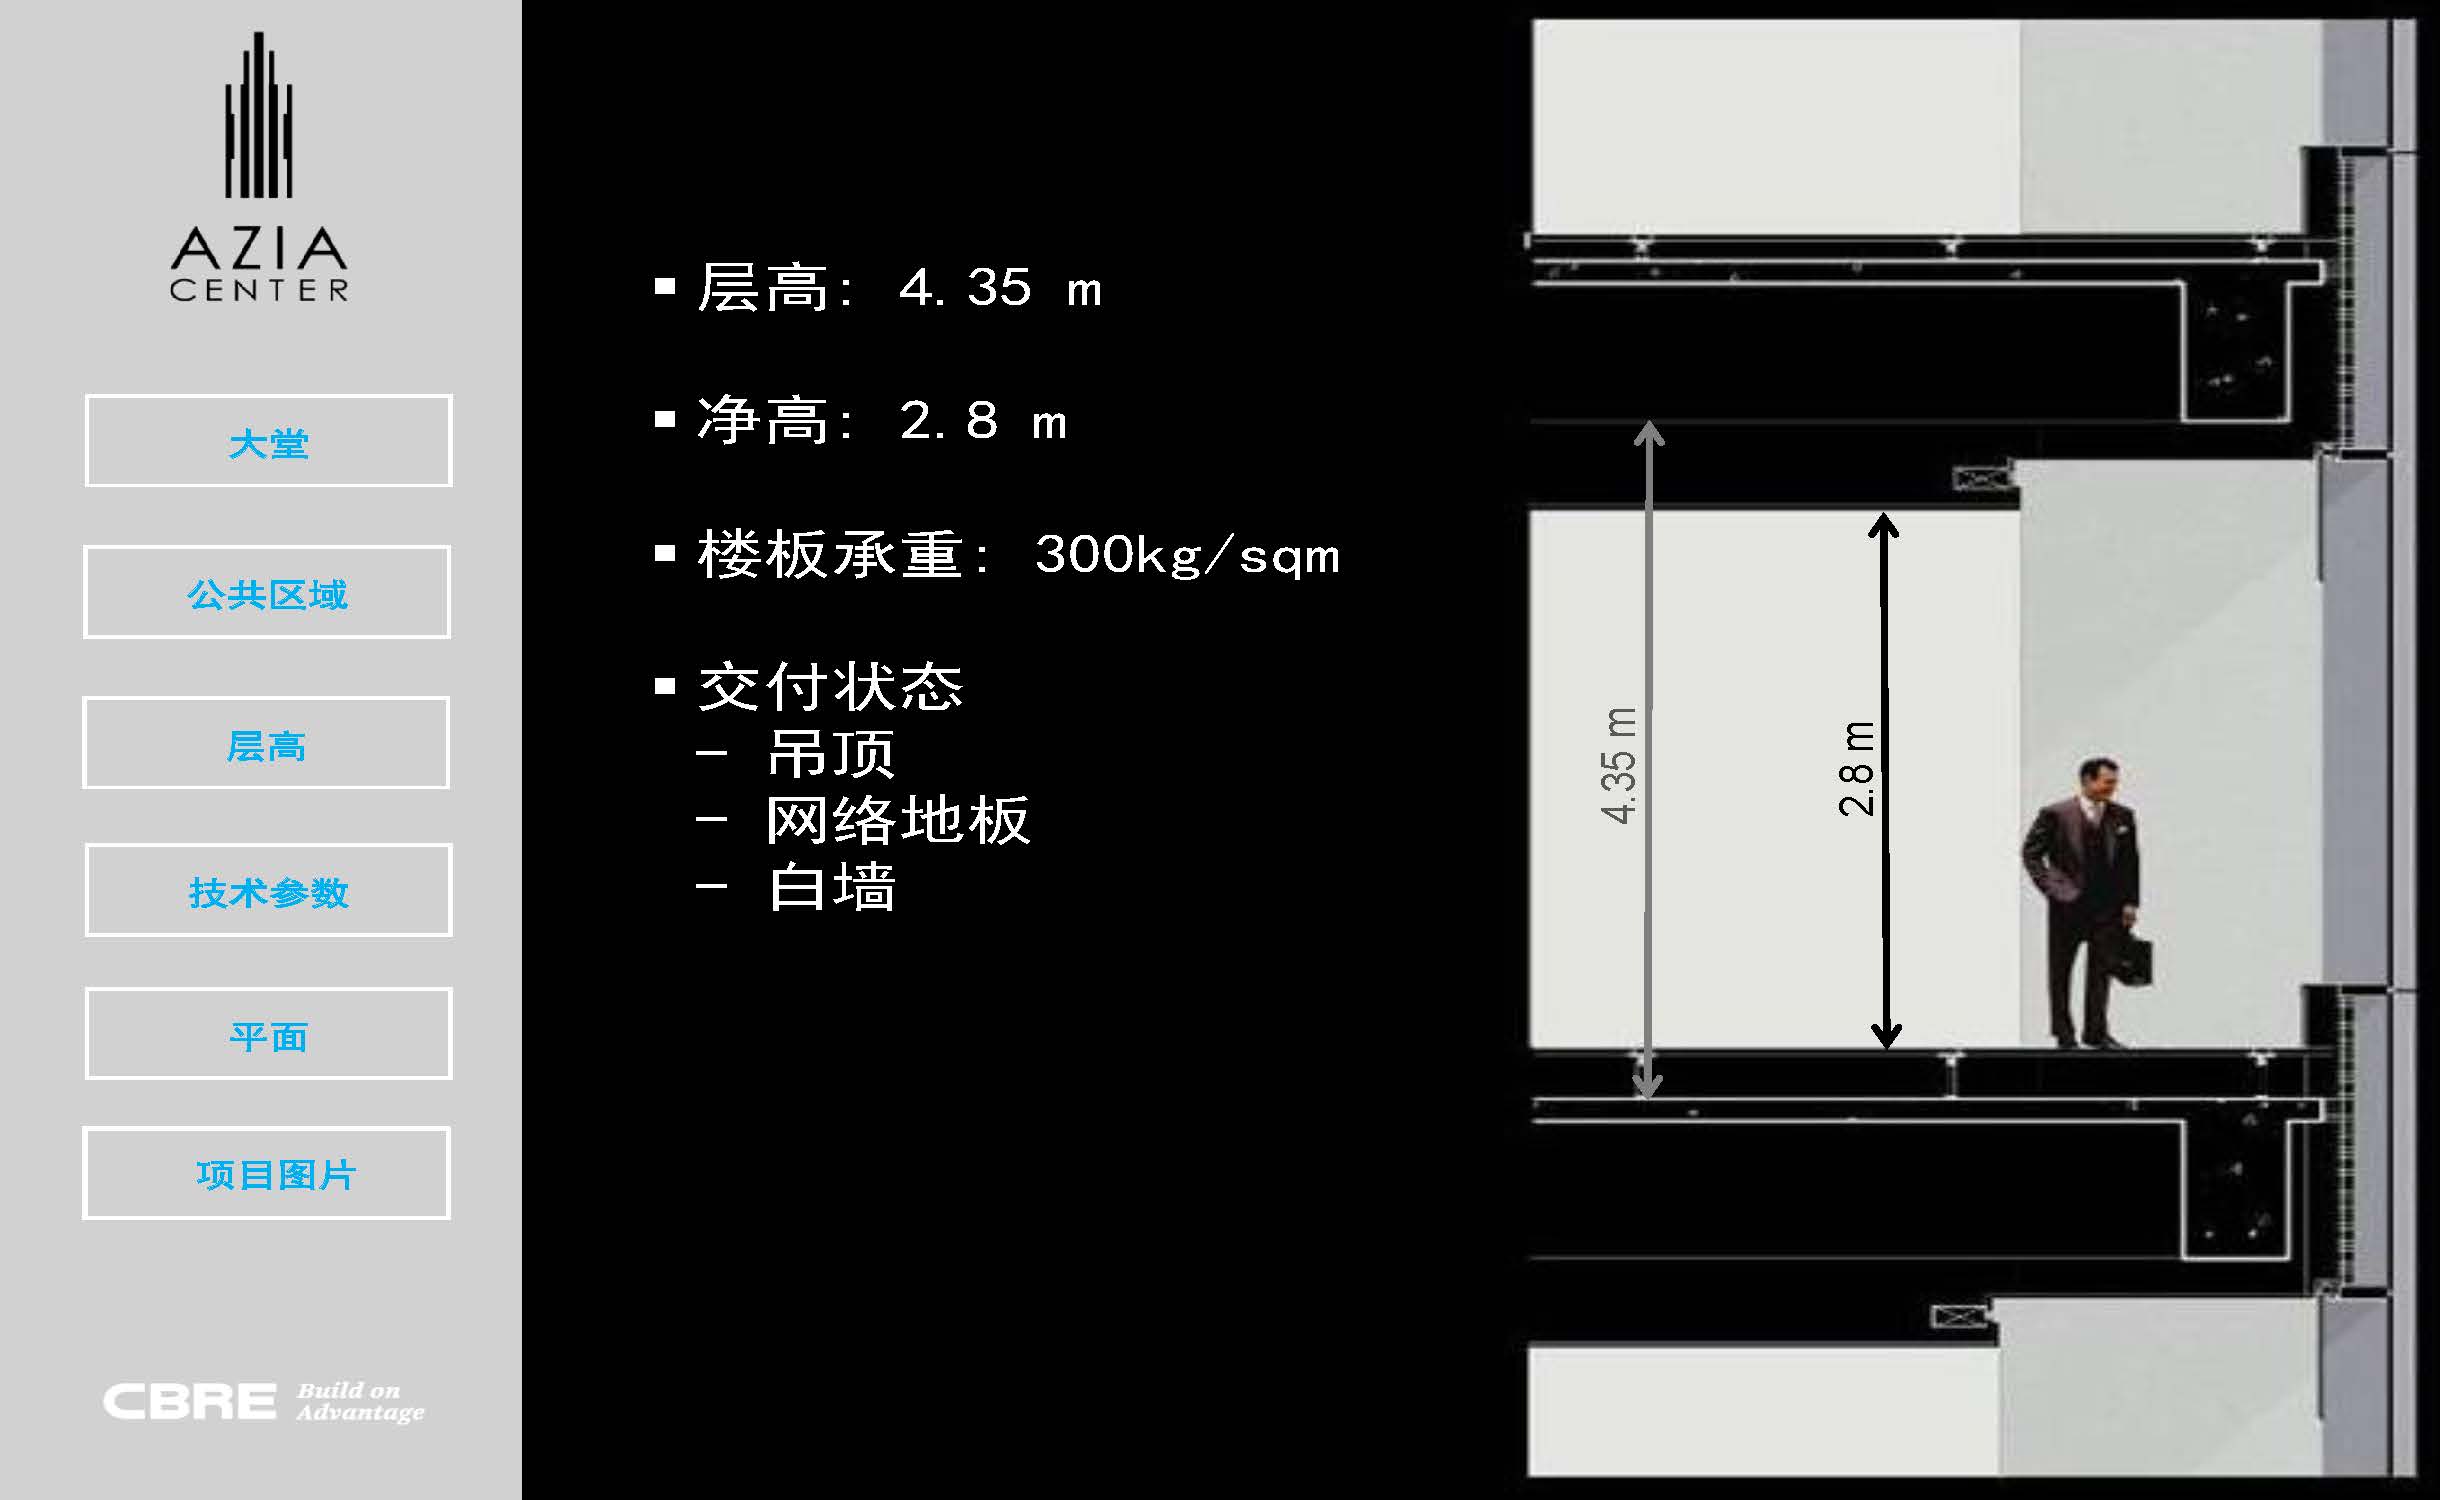 AZIA
CENTER
大堂
公共区域
层高
技术参数
平面
项目图片
CBRE Build on
Advantage
▪ 层高: 4.35 m
▪ 净高: 2.8 m
▪ 楼板承重: 300kg/sqm
▪ 交付状态
– 吊顶
– 网络地板
– 白墙
4.35 m
2.8 m